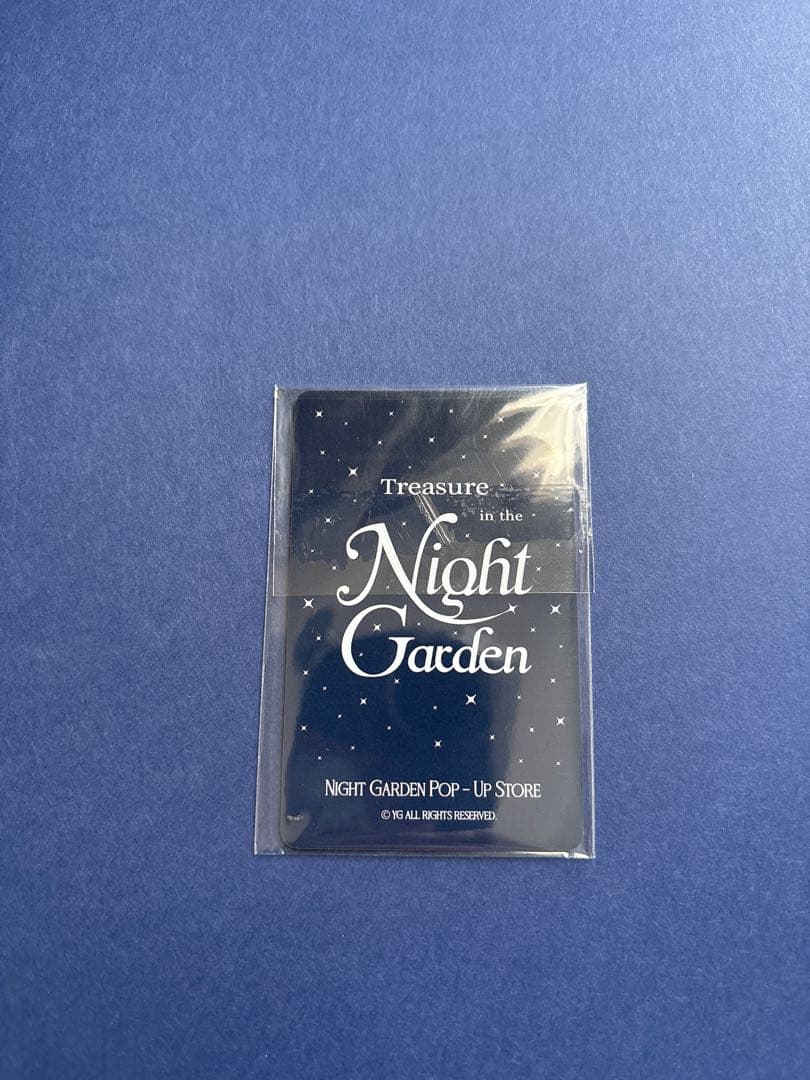 Treasure
in the
Night
Garden
NIGHT GARDEN POP - UP STORE
© YG ALL RIGHTS RESERVED.